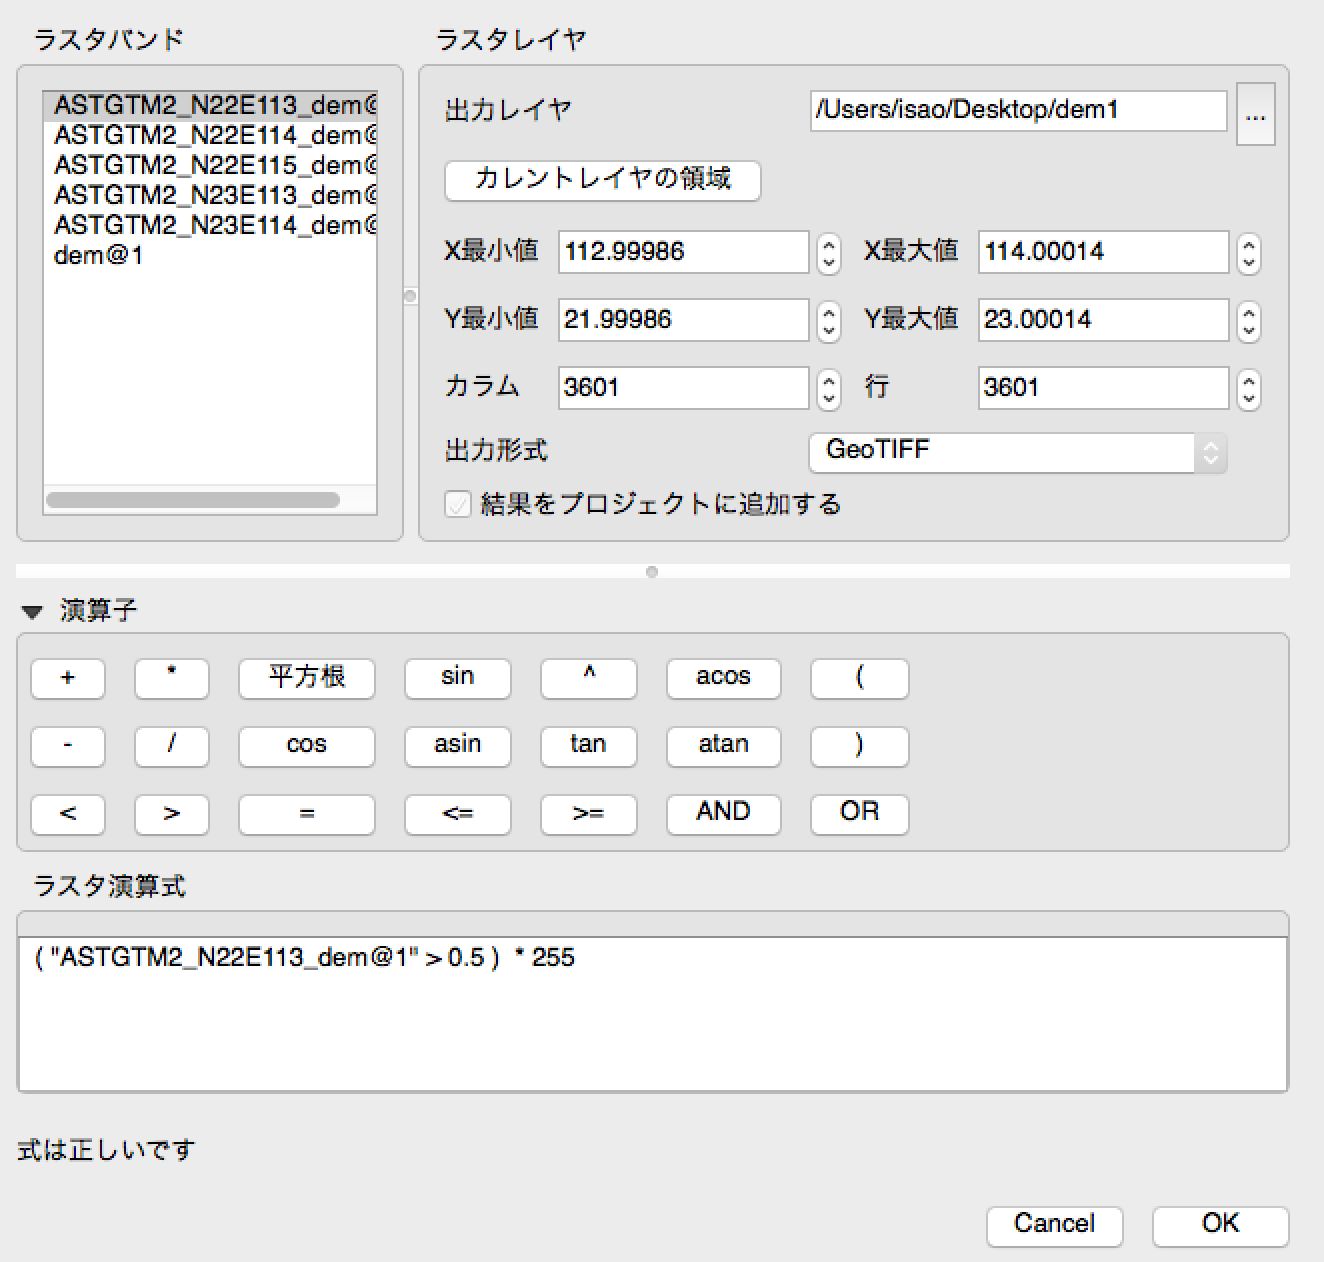 ラスタバンド
ASTGTM2_N22E113_dem@
ASTGTM2_N22E114_dem@
ASTGTM2_N22E115_dem@
ASTGTM2_N23E113_dem@
ASTGTM2_N23E114_dem@
dem@1
ラスタレイヤ
出力レイヤ /Users/isao/Desktop/dem1 ...
カレントレイヤの領域
X最小値 112.99986 X最大値 114.00014
Y最小値 21.99986 Y最大値 23.00014
カラム 3601 行 3601
出力形式 GeoTIFF
結果をプロジェクトに追加する
演算子
+ * 平方根 sin ^ acos (
- / cos asin tan atan )
< > = <= >= AND OR
ラスタ演算式
( "ASTGTM2_N22E113_dem@1" > 0.5 ) * 255
式は正しいです
Cancel OK